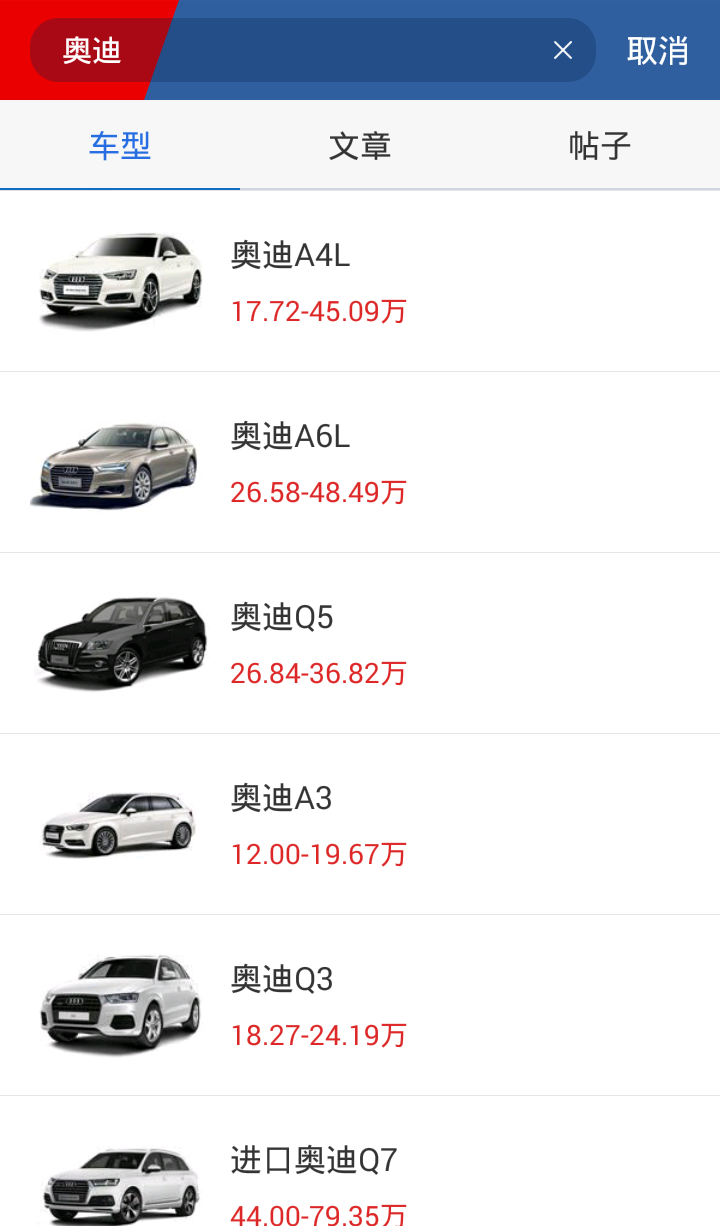 奥迪
取消
车型
文章
帖子
奥迪A4L
17.72-45.09万
奥迪A6L
26.58-48.49万
奥迪Q5
26.84-36.82万
奥迪A3
12.00-19.67万
奥迪Q3
18.27-24.19万
进口奥迪Q7
44.00-79.35万